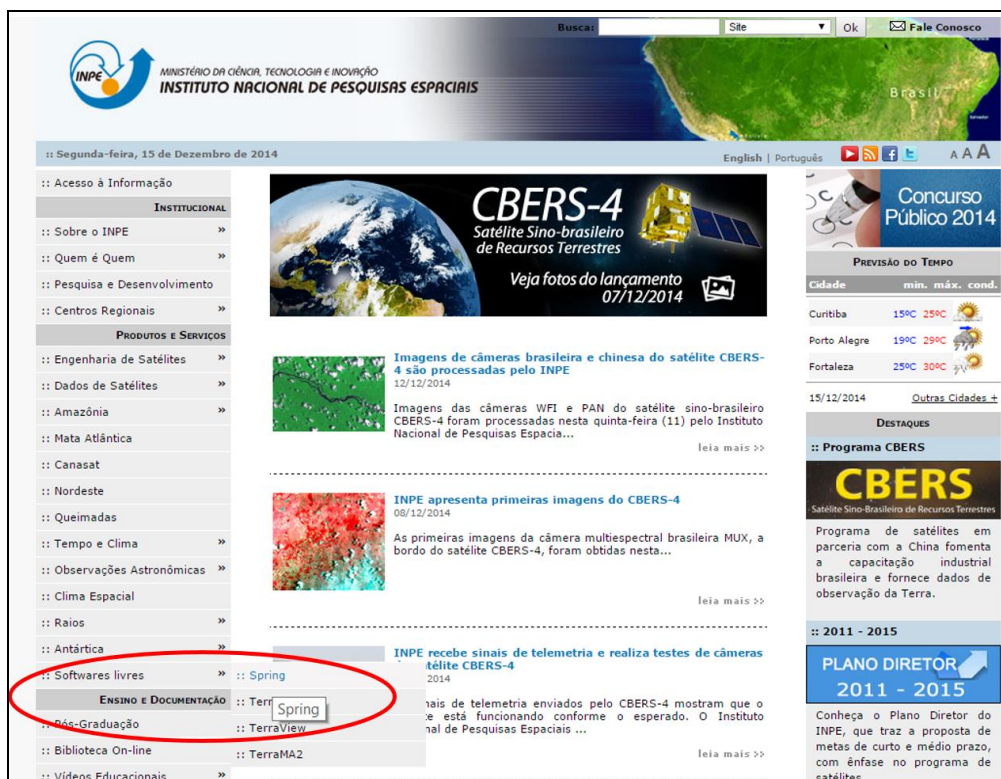 Busca: Site Ok Fale Conosco
INPE
MINISTÉRIO DA CIÊNCIA, TECNOLOGIA E INOVAÇÃO
INSTITUTO NACIONAL DE PESQUISAS ESPACIAIS
Brasil
:: Segunda-feira, 15 de Dezembro de 2014
English | Português
A A A
:: Acesso à Informação
INSTITUCIONAL
:: Sobre o INPE »
:: Quem é Quem »
:: Pesquisa e Desenvolvimento
:: Centros Regionais »
PRODUTOS E SERVIÇOS
:: Engenharia de Satélites »
:: Dados de Satélites »
:: Amazônia »
:: Mata Atlântica
:: Canasat
:: Nordeste
:: Queimadas
:: Tempo e Clima »
:: Observações Astronômicas »
:: Clima Espacial
:: Raios »
:: Antártica »
:: Softwares livres »
ENSINO E DOCUMENTAÇÃO
:: Pós-Graduação
:: Biblioteca On-line
:: Vídeos Educacionais »
:: Spring
:: Terr
Spring
:: TerraView
:: TerraMA2
CBERS-4
Satélite Sino-brasileiro
de Recursos Terrestres
Veja fotos do lançamento
07/12/2014
Imagens de câmeras brasileira e chinesa do satélite CBERS-
4 são processadas pelo INPE
12/12/2014
Imagens das câmeras WFI e PAN do satélite sino-brasileiro
CBERS-4 foram processadas nesta quinta-feira (11) pelo Instituto
Nacional de Pesquisas Espacia...
leia mais >>
INPE apresenta primeiras imagens do CBERS-4
08/12/2014
As primeiras imagens da câmera multiespectral brasileira MUX, a
bordo do satélite CBERS-4, foram obtidas nesta...
leia mais >>
INPE recebe sinais de telemetria e realiza testes de câmeras
télite CBERS-4
2014
nais de telemetria enviados pelo CBERS-4 mostram que o
te está funcionando conforme o esperado. O Instituto
nal de Pesquisas Espaciais ...
leia mais >>
Concurso
Público 2014
PREVISÃO DO TEMPO
Cidade min. máx. cond.
Curitiba 15ºC 25ºC
Porto Alegre 19ºC 29ºC
Fortaleza 25ºC 30ºC
15/12/2014 Outras Cidades +
DESTAQUES
:: Programa CBERS
CBERS
Satélite Sino-Brasileiro de Recursos Terrestres
Programa de satélites em
parceria com a China fomenta
a capacitação industrial
brasileira e fornece dados de
observação da Terra.
:: 2011 - 2015
PLANO DIRETOR
2011 - 2015
Conheça o Plano Diretor do
INPE, que traz a proposta de
metas de curto e médio prazo,
com ênfase no programa de
satélites